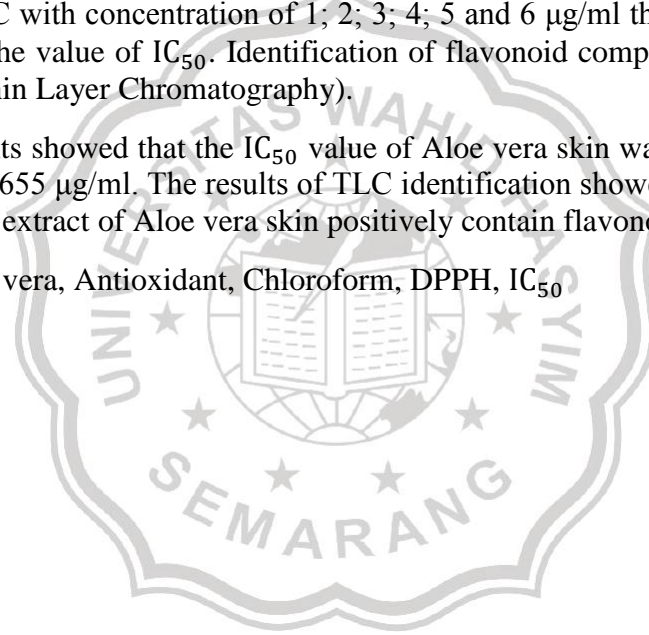 C with concentration of 1; 2; 3; 4; 5 and 6 μg/ml th
he value of IC₅₀. Identification of flavonoid comp
in Layer Chromatography).
ts showed that the IC₅₀ value of Aloe vera skin wa
655 μg/ml. The results of TLC identification showe
extract of Aloe vera skin positively contain flavono
vera, Antioxidant, Chloroform, DPPH, IC₅₀
UNIVERSITAS WAHID HASYIM
SEMARANG